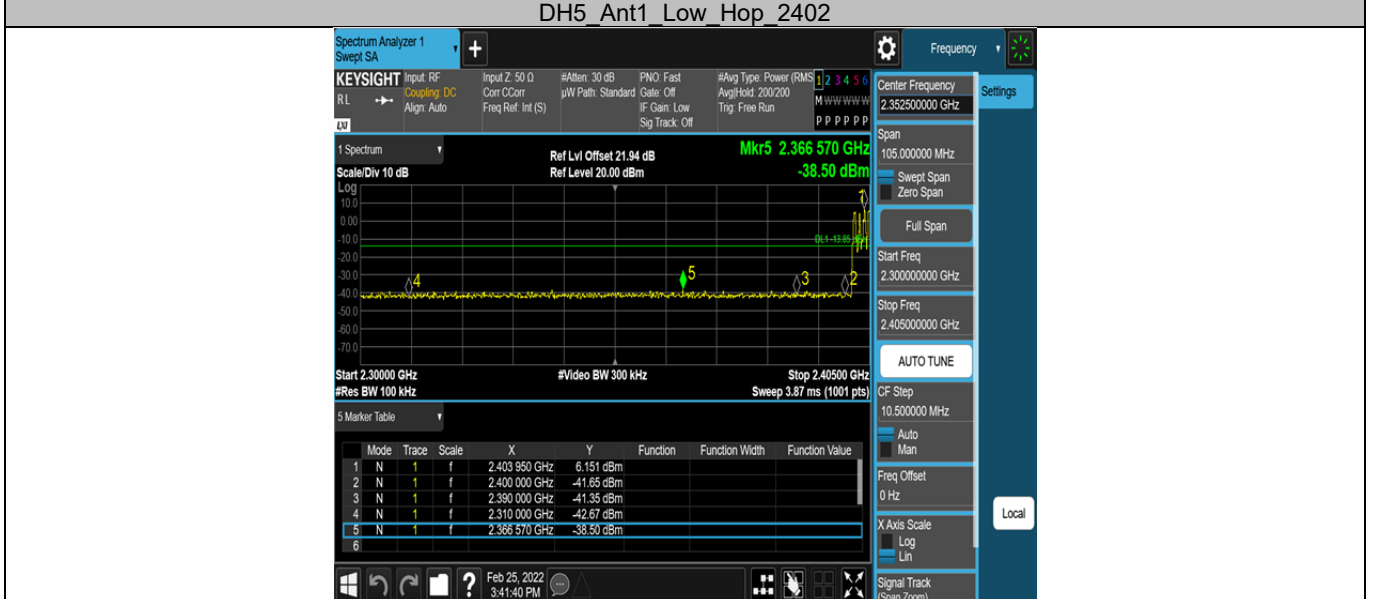 DH5_Ant1_Low_Hop_2402
Spectrum Analyzer 1
Swept SA
+
Frequency
KEYSIGHT
RL
LXI
Input: RF
Coupling: DC
Align: Auto
Input Z: 50 Ω
Corr CCorr
Freq Ref: Int (S)
#Atten: 30 dB
µW Path: Standard
PNO: Fast
Gate: Off
IF Gain: Low
Sig Track: Off
#Avg Type: Power (RMS
Avg|Hold: 200/200
Trig: Free Run
1 2 3 4 5 6
M W W W W W
P P P P P P
1 Spectrum
Scale/Div 10 dB
Ref Lvl Offset 21.94 dB
Ref Level 20.00 dBm
Mkr5 2.366 570 GHz
-38.50 dBm
Log
10.0
0.00
-10.0
-20.0
-30.0
-40.0
-50.0
-60.0
-70.0
1
DL1 -13.85
4
5
3
2
Start 2.30000 GHz
#Res BW 100 kHz
#Video BW 300 kHz
Stop 2.40500 GHz
Sweep 3.87 ms (1001 pts)
5 Marker Table
Mode Trace Scale X Y Function Function Width Function Value
1 N 1 f 2.403 950 GHz 6.151 dBm
2 N 1 f 2.400 000 GHz -41.65 dBm
3 N 1 f 2.390 000 GHz -41.35 dBm
4 N 1 f 2.310 000 GHz -42.67 dBm
5 N 1 f 2.366 570 GHz -38.50 dBm
6
?
Feb 25, 2022
3:41:40 PM
Center Frequency
2.352500000 GHz
Settings
Span
105.000000 MHz
Swept Span
Zero Span
Full Span
Start Freq
2.300000000 GHz
Stop Freq
2.405000000 GHz
AUTO TUNE
CF Step
10.500000 MHz
Auto
Man
Freq Offset
0 Hz
Local
X Axis Scale
Log
Lin
Signal Track
(Span Zoom)